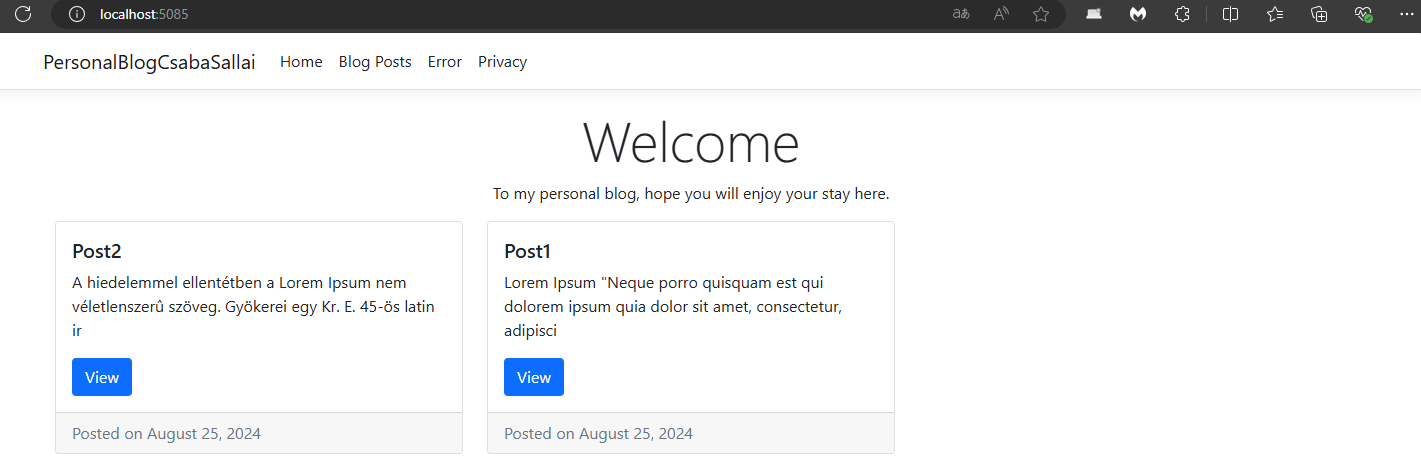 localhost:5085
PersonalBlogCsabaSallai Home Blog Posts Error Privacy
Welcome
To my personal blog, hope you will enjoy your stay here.
Post2
A hiedelemmel ellentétben a Lorem Ipsum nem
véletlenszerû szöveg. Gyökerei egy Kr. E. 45-ös latin
ir
View
Posted on August 25, 2024
Post1
Lorem Ipsum "Neque porro quisquam est qui
dolorem ipsum quia dolor sit amet, consectetur,
adipisci
View
Posted on August 25, 2024